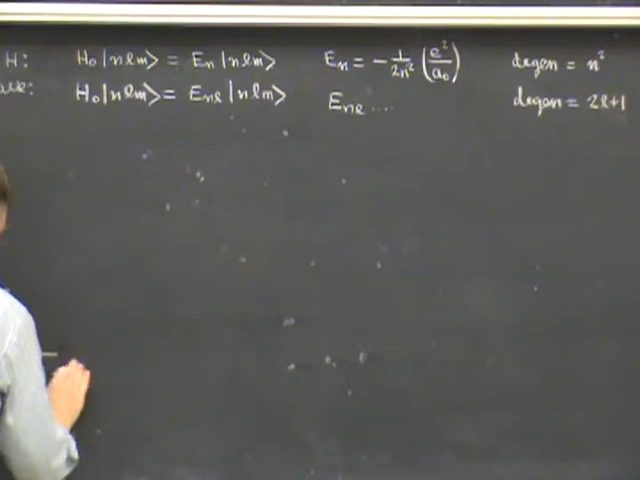 H: H₀|nlm> = Eₙ|nlm> Eₙ = -1/2n² (e²/a₀) degen = n²
H₀|nlm> = Eₙₗ|nlm> Eₙₗ ... degen = 2l+1